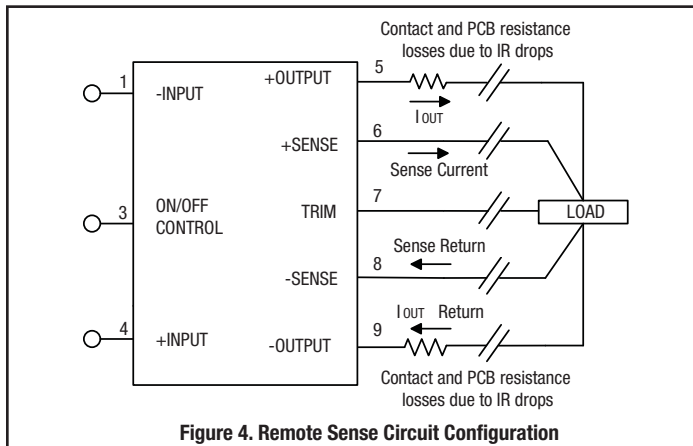 Contact and PCB resistance
losses due to IR drops
1
-INPUT
+OUTPUT
5
IOUT
+SENSE
6
Sense Current
3
ON/OFF
CONTROL
TRIM
7
LOAD
Sense Return
-SENSE
8
4
+INPUT
IOUT Return
-OUTPUT
9
Contact and PCB resistance
losses due to IR drops
Figure 4. Remote Sense Circuit Configuration